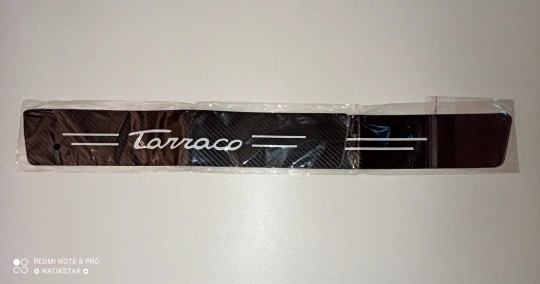 Tarraco
REDMI NOTE 8 PRO
NATIKSTAR